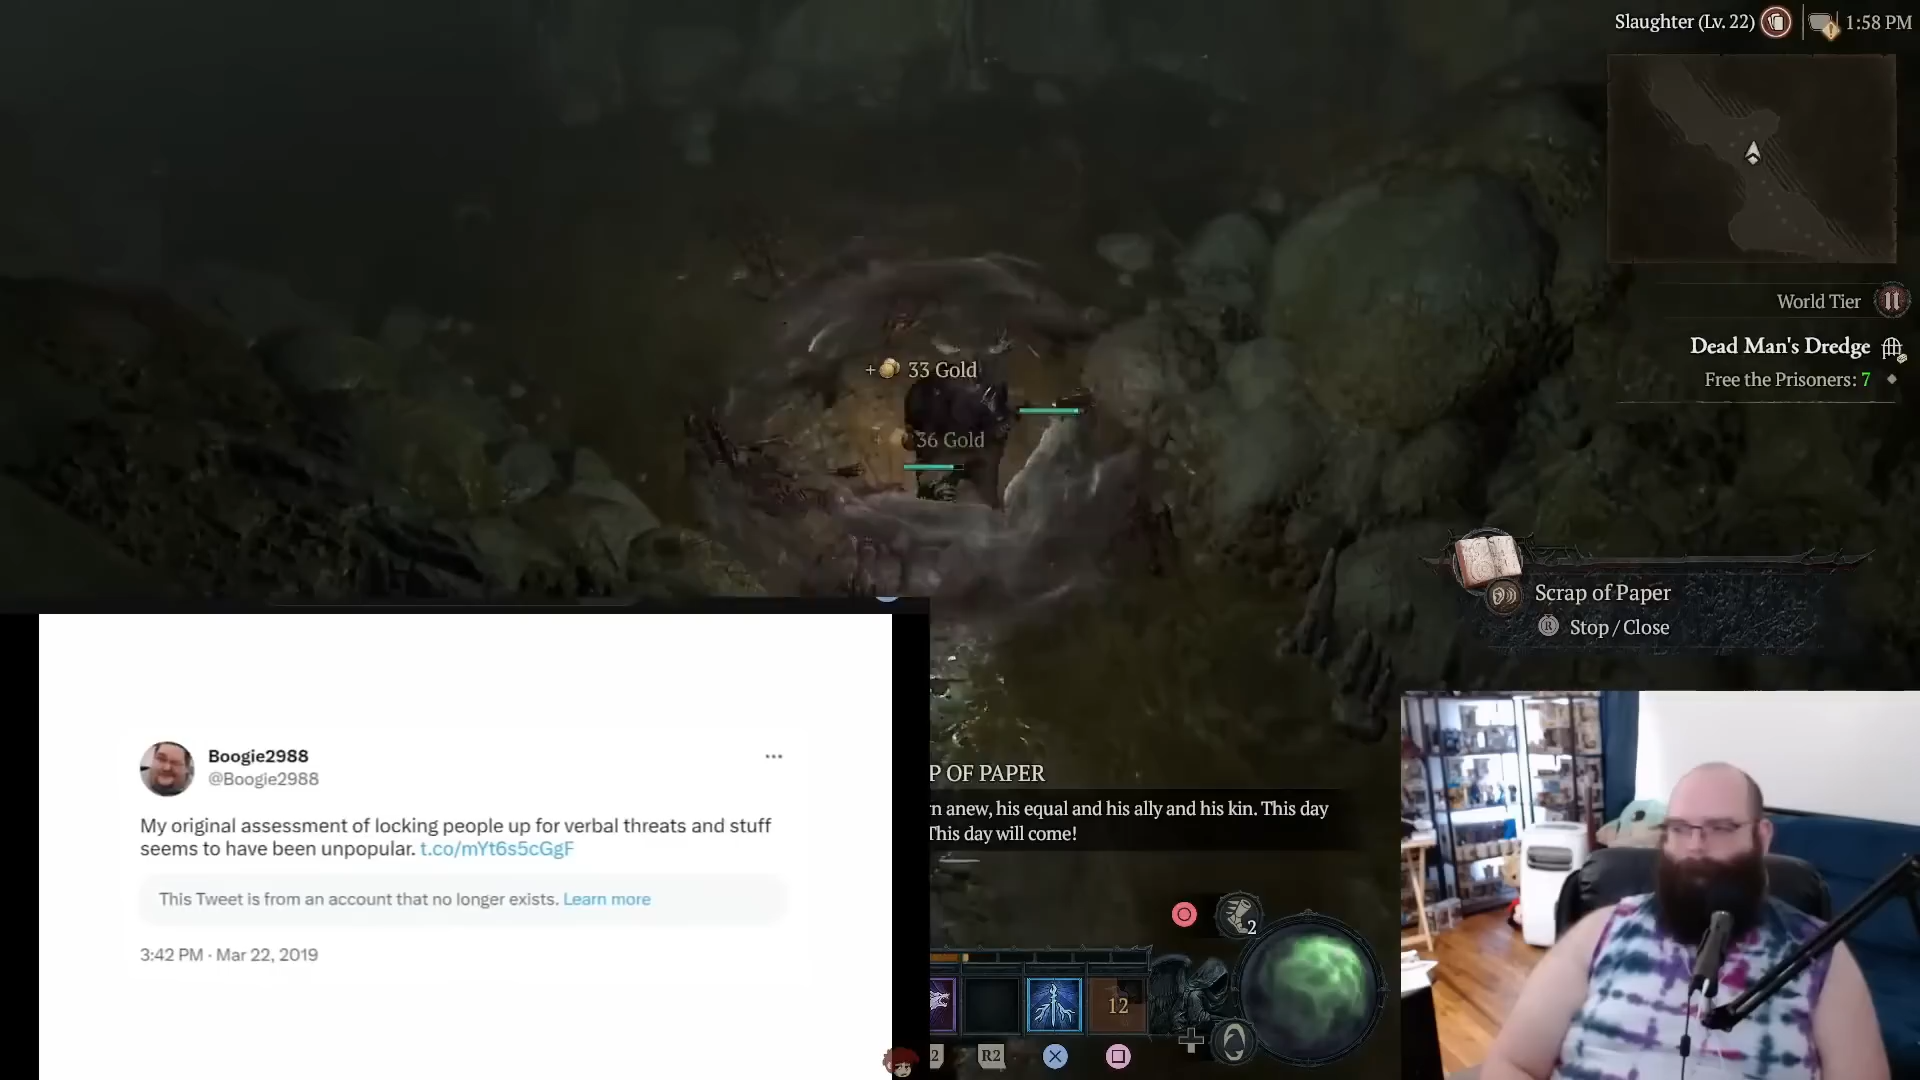 Slaughter (Lv. 22)
1:58 PM
World Tier
II
Dead Man's Dredge
Free the Prisoners: 7
+ 33 Gold
+ 36 Gold
Scrap of Paper
R Stop / Close
Boogie2988
@Boogie2988
My original assessment of locking people up for verbal threats and stuff
seems to have been unpopular. t.co/mYt6s5cGgF
This Tweet is from an account that no longer exists. Learn more
3:42 PM · Mar 22, 2019
P OF PAPER
n anew, his equal and his ally and his kin. This day
This day will come!
2
12
2
R2